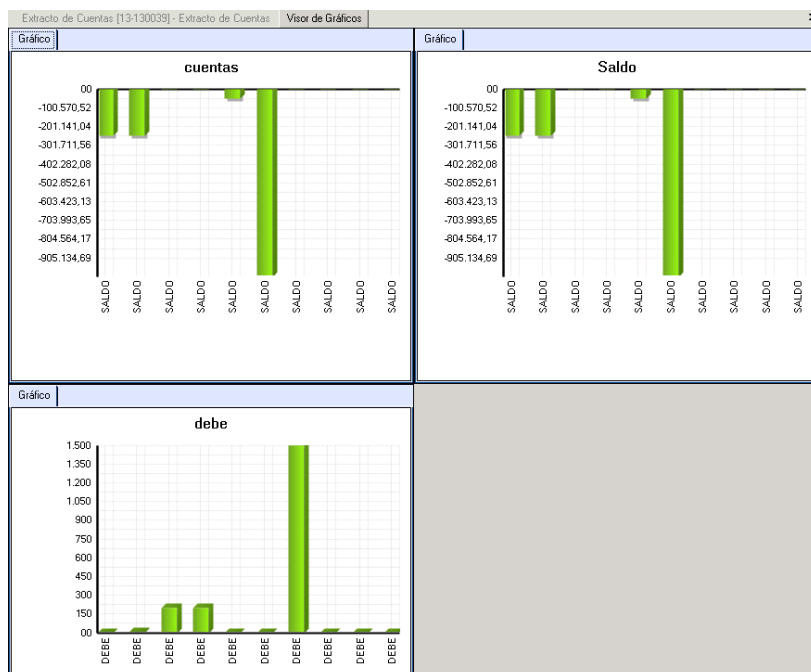 Extracto de Cuentas [13-130039] - Extracto de Cuentas
Visor de Gráficos
Gráfico
cuentas
00
-100.570,52
-201.141,04
-301.711,56
-402.282,08
-502.852,61
-603.423,13
-703.993,65
-804.564,17
-905.134,69
SALDO
SALDO
SALDO
SALDO
SALDO
SALDO
SALDO
SALDO
SALDO
SALDO
Gráfico
Saldo
00
-100.570,52
-201.141,04
-301.711,56
-402.282,08
-502.852,61
-603.423,13
-703.993,65
-804.564,17
-905.134,69
SALDO
SALDO
SALDO
SALDO
SALDO
SALDO
SALDO
SALDO
SALDO
SALDO
Gráfico
debe
1.500
1.350
1.200
1.050
900
750
600
450
300
150
00
DEBE
DEBE
DEBE
DEBE
DEBE
DEBE
DEBE
DEBE
DEBE
DEBE